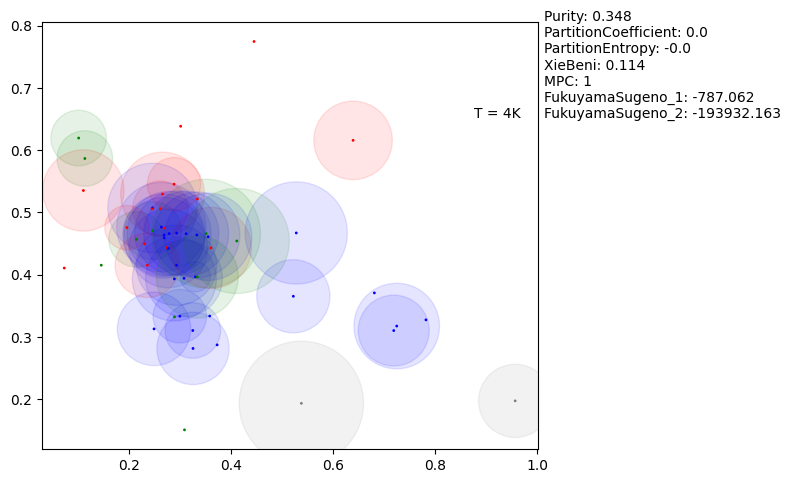 Purity: 0.348
PartitionCoefficient: 0.0
PartitionEntropy: -0.0
XieBeni: 0.114
MPC: 1
FukuyamaSugeno_1: -787.062
FukuyamaSugeno_2: -193932.163
T = 4K
0.8
0.7
0.6
0.5
0.4
0.3
0.2
0.2 0.4 0.6 0.8 1.0